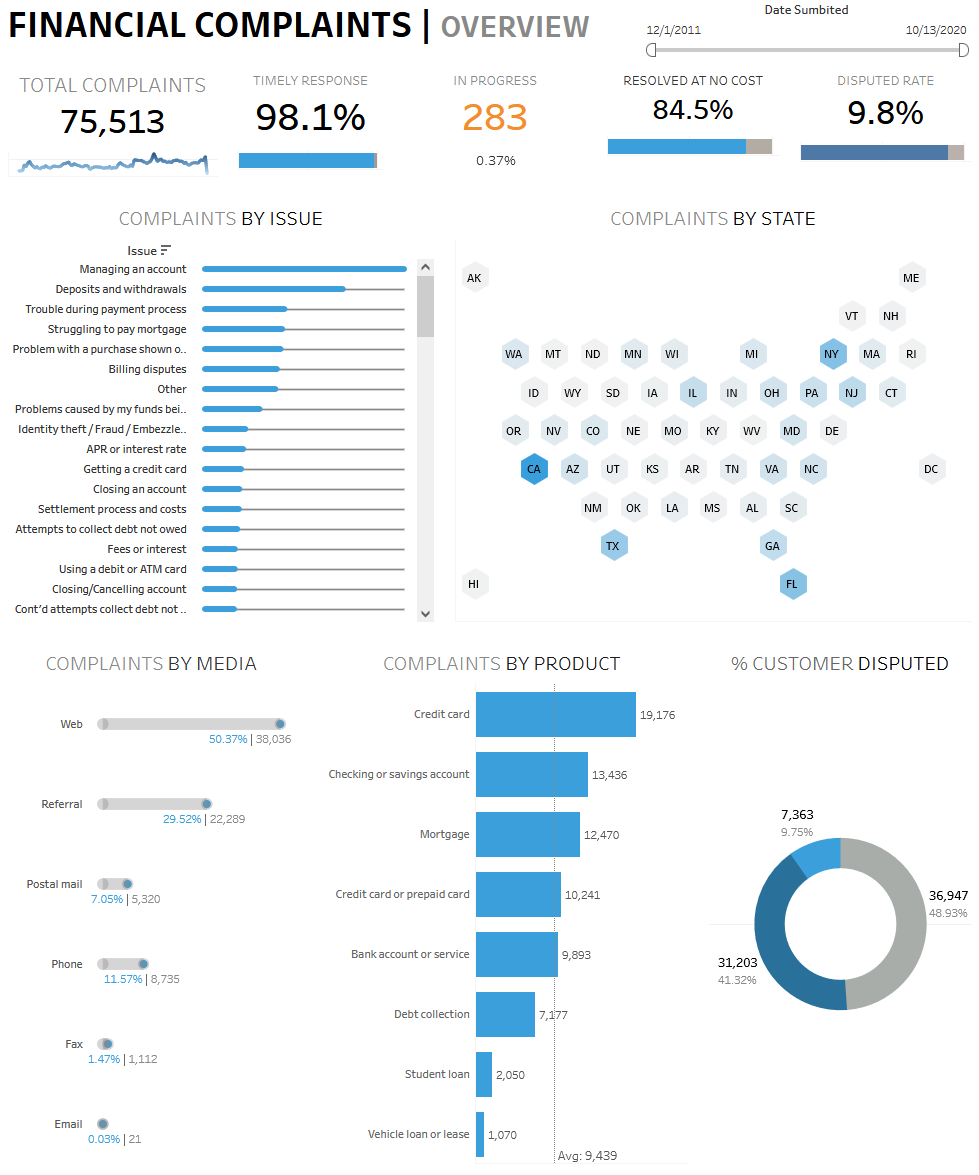 FINANCIAL COMPLAINTS | OVERVIEW
Date Sumbited
12/1/2011 10/13/2020
TOTAL COMPLAINTS
75,513
TIMELY RESPONSE
98.1%
IN PROGRESS
283
0.37%
RESOLVED AT NO COST
84.5%
DISPUTED RATE
9.8%
COMPLAINTS BY ISSUE
Issue
Managing an account
Deposits and withdrawals
Trouble during payment process
Struggling to pay mortgage
Problem with a purchase shown o..
Billing disputes
Other
Problems caused by my funds bei..
Identity theft / Fraud / Embezzle..
APR or interest rate
Getting a credit card
Closing an account
Settlement process and costs
Attempts to collect debt not owed
Fees or interest
Using a debit or ATM card
Closing/Cancelling account
Cont'd attempts collect debt not ..
COMPLAINTS BY STATE
AK ME
VT NH
WA MT ND MN WI MI NY MA RI
ID WY SD IA IL IN OH PA NJ CT
OR NV CO NE MO KY WV MD DE
CA AZ UT KS AR TN VA NC DC
NM OK LA MS AL SC
TX GA
HI FL
COMPLAINTS BY MEDIA
Web
50.37% | 38,036
Referral
29.52% | 22,289
Postal mail
7.05% | 5,320
Phone
11.57% | 8,735
Fax
1.47% | 1,112
Email
0.03% | 21
COMPLAINTS BY PRODUCT
Credit card 19,176
Checking or savings account 13,436
Mortgage 12,470
Credit card or prepaid card 10,241
Bank account or service 9,893
Debt collection 7,177
Student loan 2,050
Vehicle loan or lease 1,070
Avg: 9,439
% CUSTOMER DISPUTED
7,363
9.75%
36,947
48.93%
31,203
41.32%